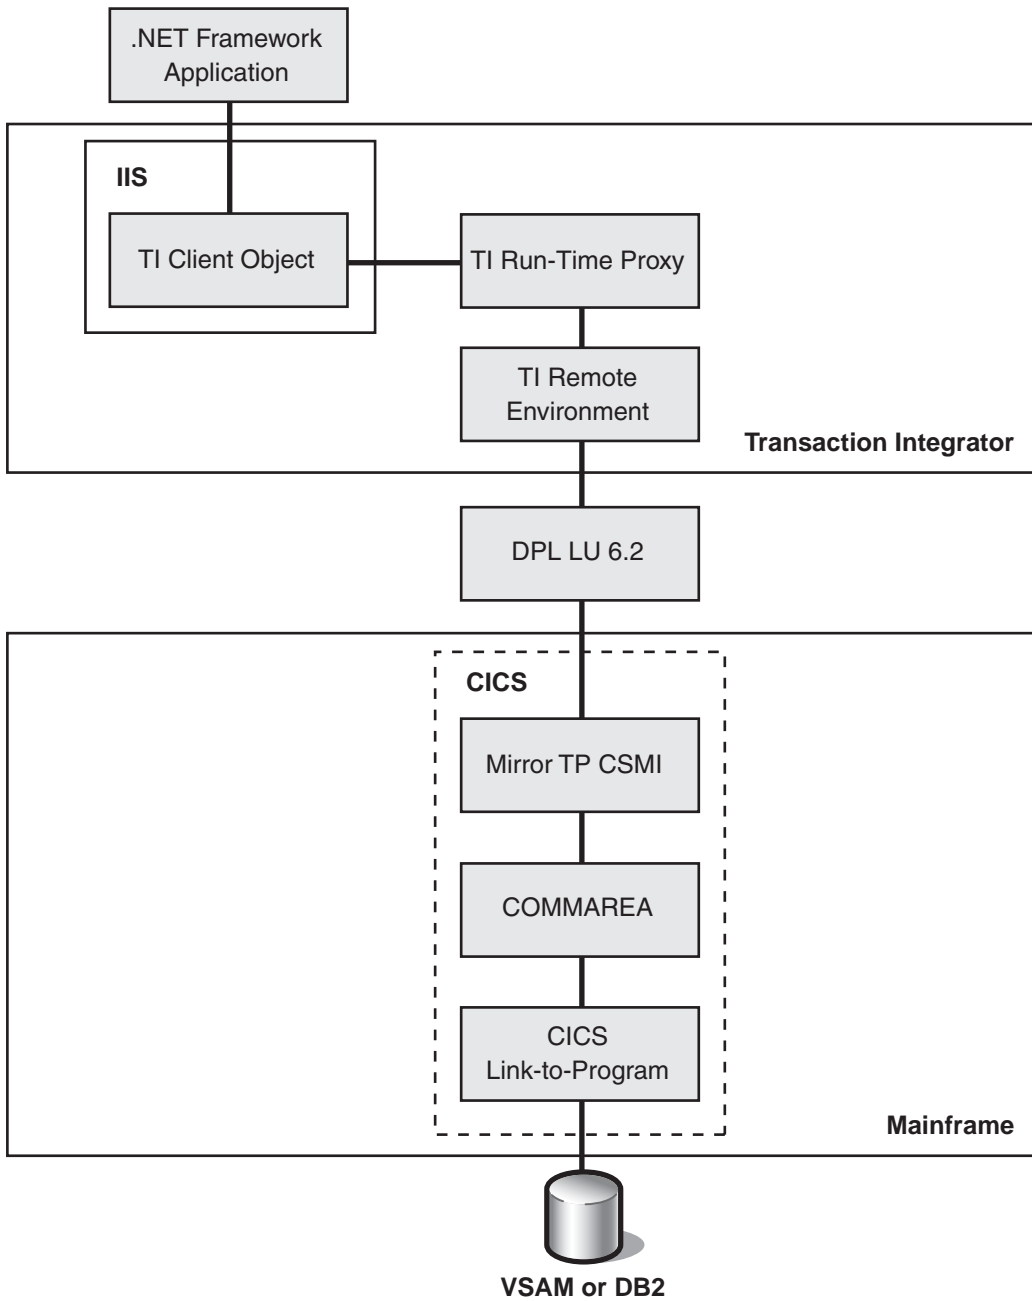 .NET Framework
Application
IIS
TI Client Object
TI Run-Time Proxy
TI Remote
Environment
Transaction Integrator
DPL LU 6.2
CICS
Mirror TP CSMI
COMMAREA
CICS
Link-to-Program
Mainframe
VSAM or DB2